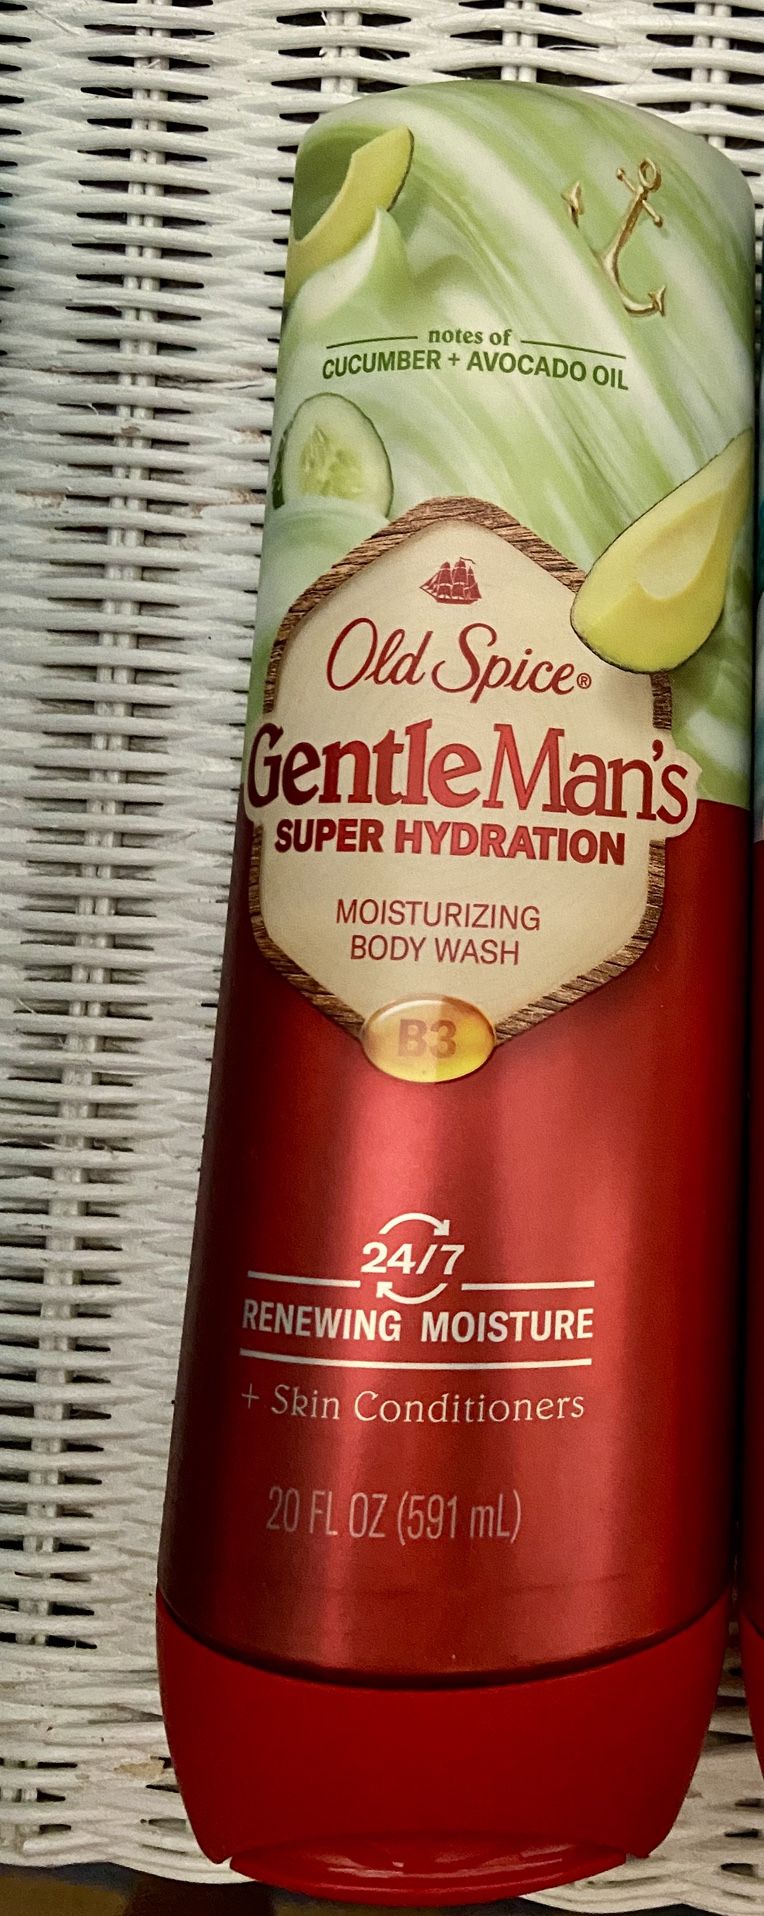 notes of
CUCUMBER + AVOCADO OIL
Old Spice®
GentleMan's
SUPER HYDRATION
MOISTURIZING
BODY WASH
B3
24/7
RENEWING MOISTURE
+ Skin Conditioners
20 FL OZ (591 mL)